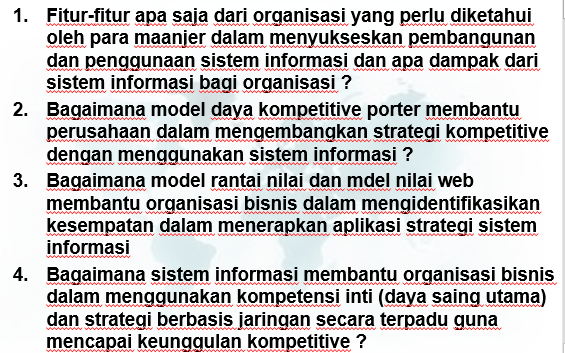 1. Fitur-fitur apa saja dari organisasi yang perlu diketahui
oleh para maanjer dalam menyukseskan pembangunan
dan penggunaan sistem informasi dan apa dampak dari
sistem informasi bagi organisasi ?
2. Bagaimana model daya kompetitive porter membantu
perusahaan dalam mengembangkan strategi kompetitive
dengan menggunakan sistem informasi ?
3. Bagaimana model rantai nilai dan mdel nilai web
membantu organisasi bisnis dalam mengidentifikasikan
kesempatan dalam menerapkan aplikasi strategi sistem
informasi
4. Bagaimana sistem informasi membantu organisasi bisnis
dalam menggunakan kompetensi inti (daya saing utama)
dan strategi berbasis jaringan secara terpadu guna
mencapai keunggulan kompetitive ?